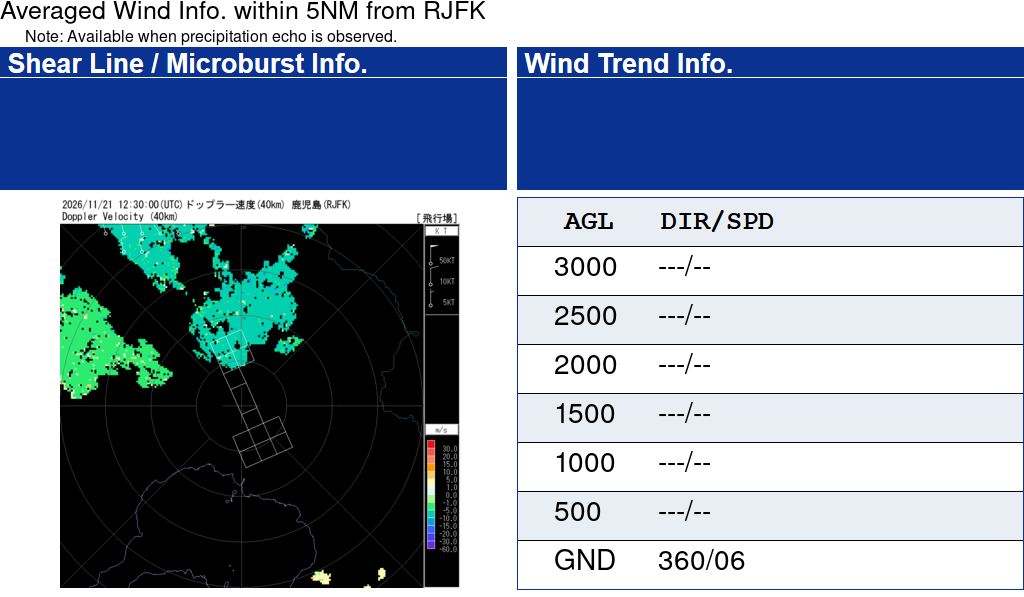 Averaged Wind Info. within 5NM from RJFK
Note: Available when precipitation echo is observed.
Shear Line / Microburst Info.
Wind Trend Info.
2026/11/21 12:30:00(UTC) ドップラー速度(40km) 鹿児島(RJFK)
Doppler Velocity (40km)
[飛行場]
K T
50KT
10KT
5KT
m/s
30.0
20.0
15.0
10.0
5.0
1.0
0.0
-1.0
-5.0
-10.0
-15.0
-20.0
-30.0
-60.0
AGL DIR/SPD
3000 ---/--
2500 ---/--
2000 ---/--
1500 ---/--
1000 ---/--
500 ---/--
GND 360/06